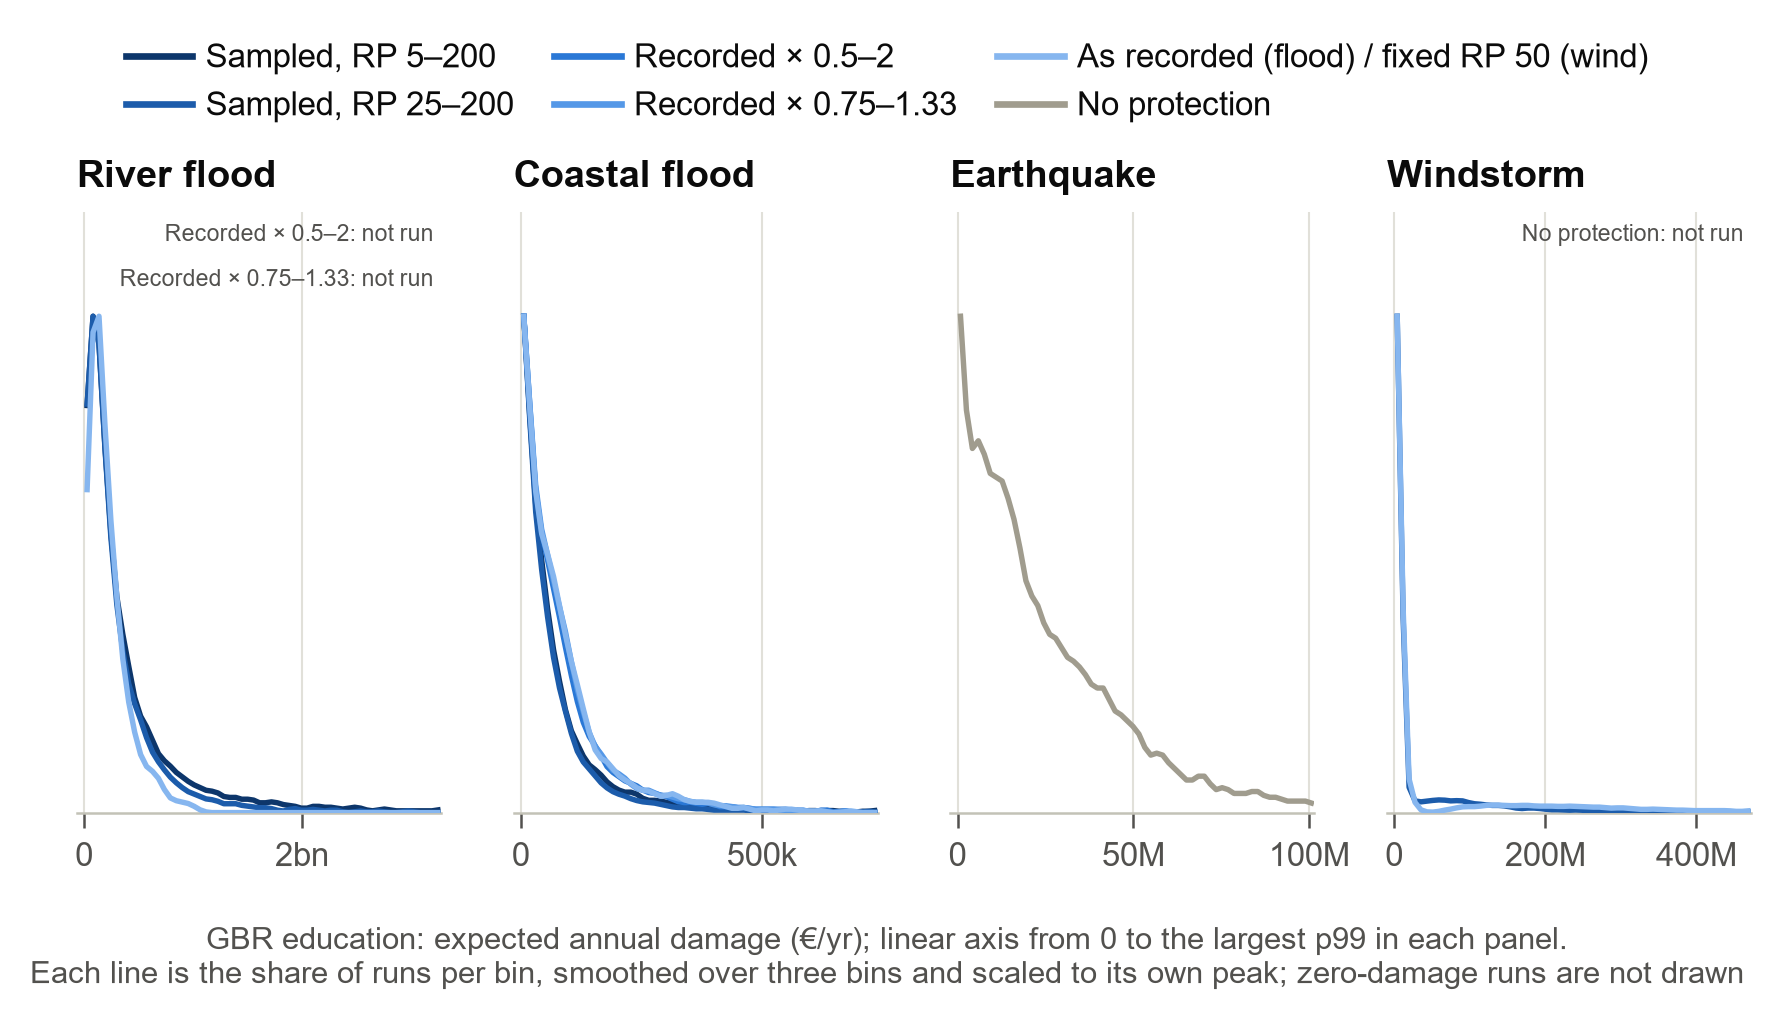 Sampled, RP 5–200
Recorded × 0.5–2
As recorded (flood) / fixed RP 50 (wind)
Sampled, RP 25–200
Recorded × 0.75–1.33
No protection
River flood
Coastal flood
Earthquake
Windstorm
Recorded × 0.5–2: not run
Recorded × 0.75–1.33: not run
No protection: not run
0
2bn
0
500k
0
50M
100M
0
200M
400M
GBR education: expected annual damage (€/yr); linear axis from 0 to the largest p99 in each panel.
Each line is the share of runs per bin, smoothed over three bins and scaled to its own peak; zero-damage runs are not drawn